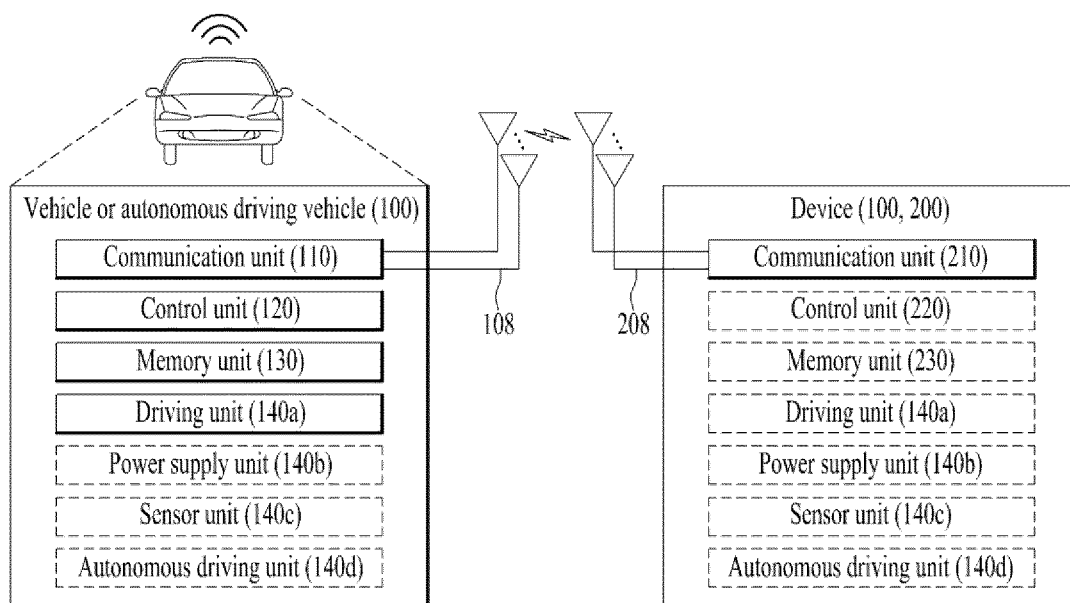 Vehicle or autonomous driving vehicle (100)
Communication unit (110)
Control unit (120)
Memory unit (130)
Driving unit (140a)
Power supply unit (140b)
Sensor unit (140c)
Autonomous driving unit (140d)
108
208
Device (100, 200)
Communication unit (210)
Control unit (220)
Memory unit (230)
Driving unit (140a)
Power supply unit (140b)
Sensor unit (140c)
Autonomous driving unit (140d)